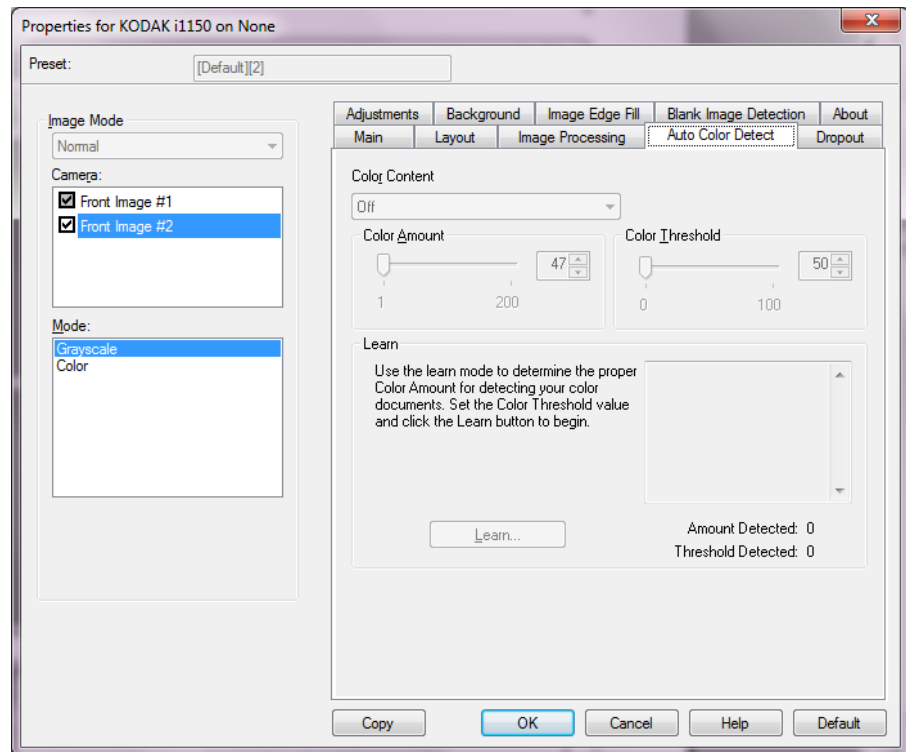 Properties for KODAK i1150 on None
Preset:
[Default][2]
Image Mode
Normal
Camera:
Front Image #1
Front Image #2
Mode:
Grayscale
Color
Adjustments Background Image Edge Fill Blank Image Detection About
Main Layout Image Processing Auto Color Detect Dropout
Color Content
Off
Color Amount
47
1 200
Color Threshold
50
0 100
Learn
Use the learn mode to determine the proper
Color Amount for detecting your color
documents. Set the Color Threshold value
and click the Learn button to begin.
Learn...
Amount Detected: 0
Threshold Detected: 0
Copy OK Cancel Help Default